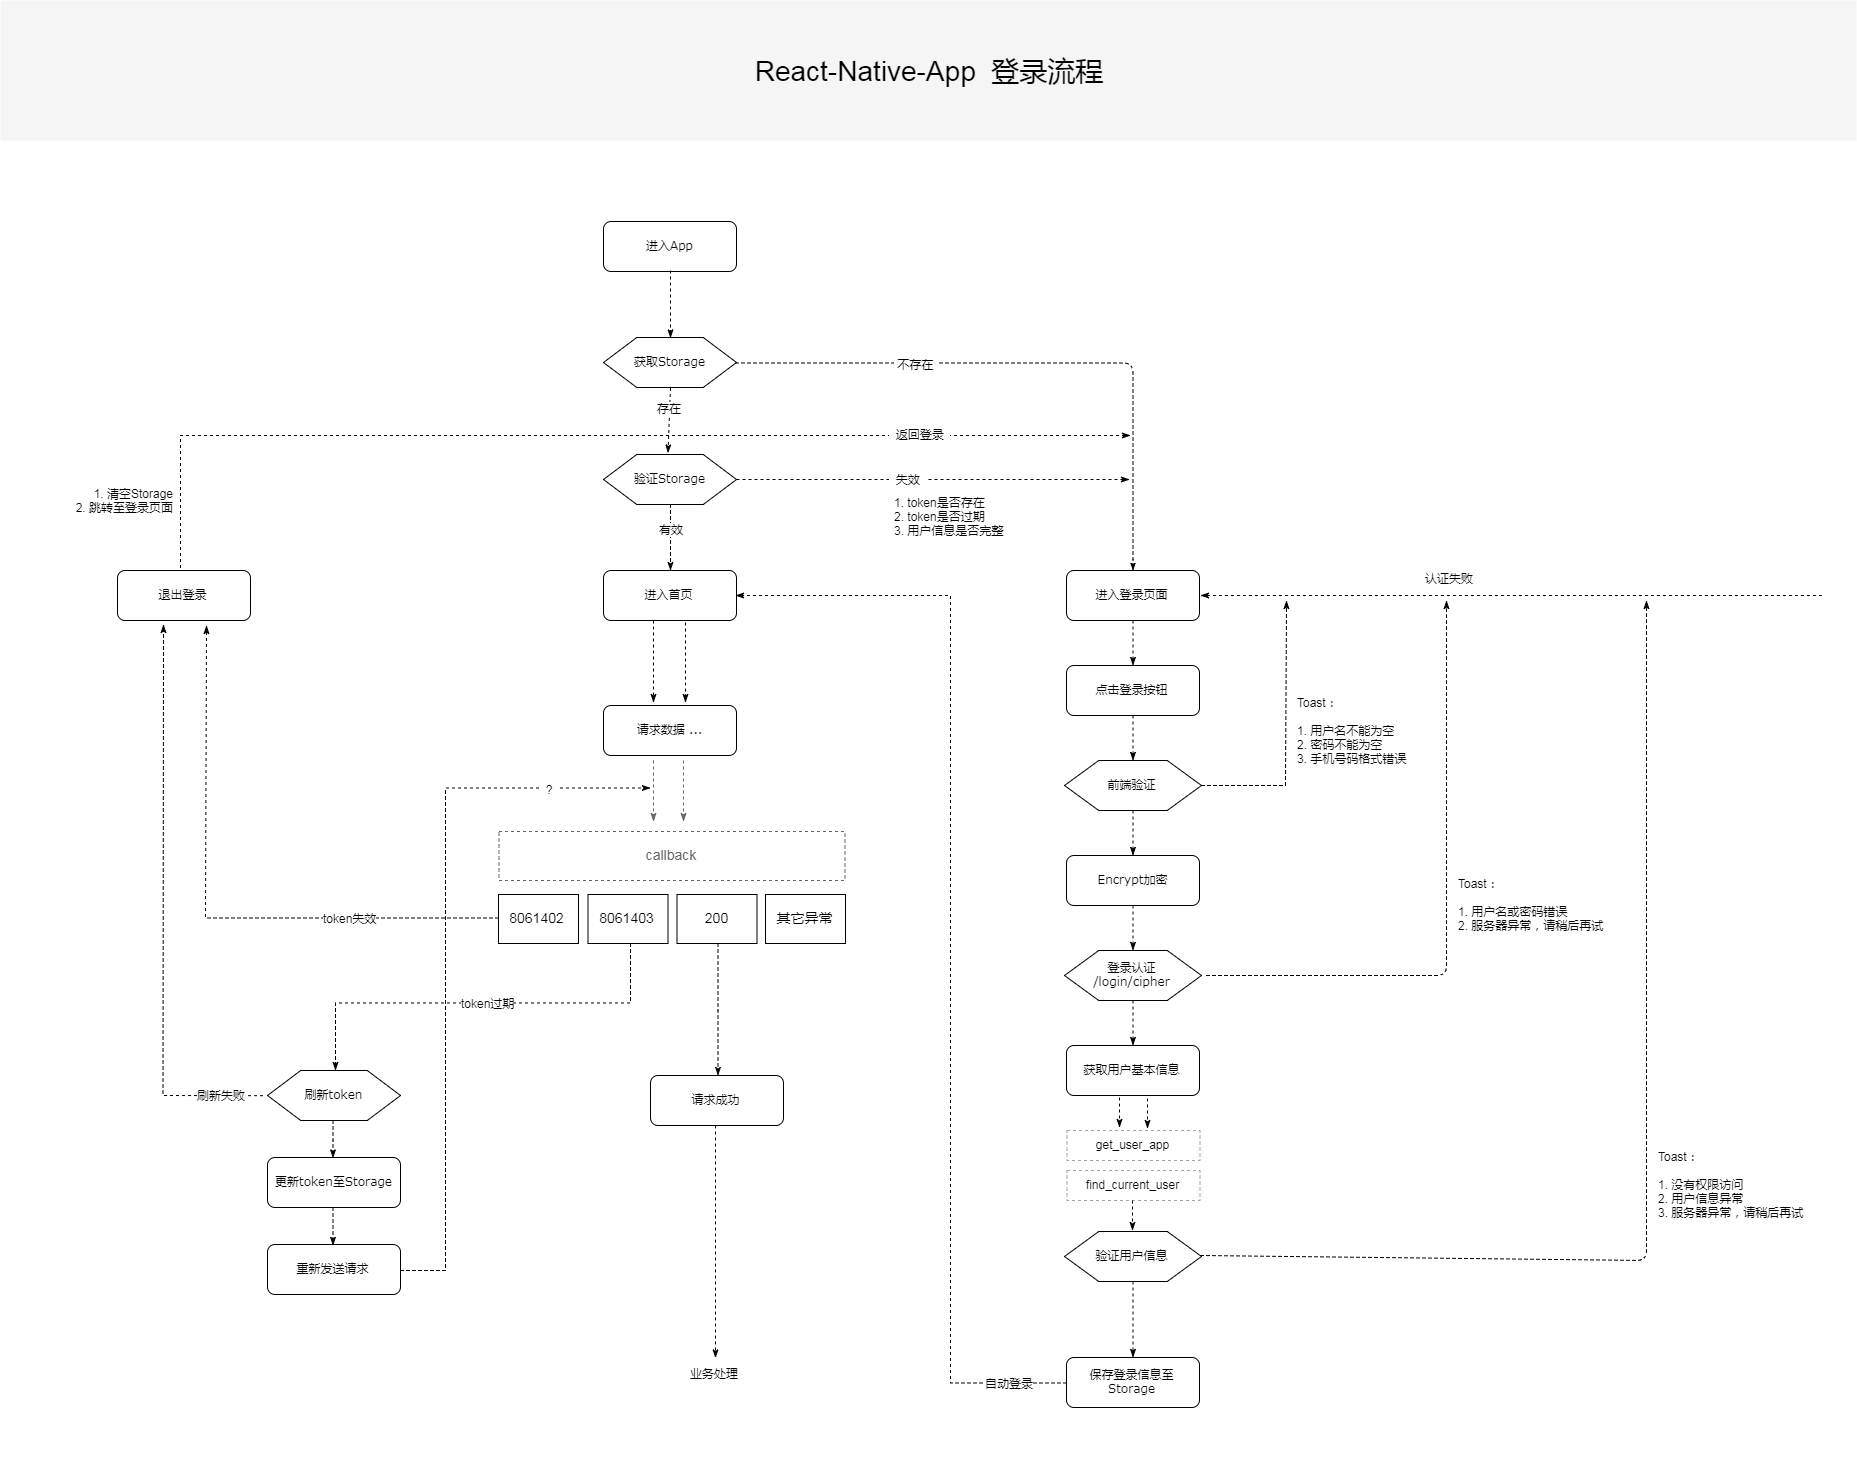 React-Native-App 登录流程
进入App
获取Storage
不存在
存在
返回登录
验证Storage
失效
1. 清空Storage
2. 跳转至登录页面
1. token是否存在
2. token是否过期
3. 用户信息是否完整
有效
退出登录
进入首页
进入登录页面
认证失败
点击登录按钮
Toast：
1. 用户名不能为空
2. 密码不能为空
3. 手机号码格式错误
请求数据 ...
前端验证
?
callback
Encrypt加密
Toast：
1. 用户名或密码错误
2. 服务器异常，请稍后再试
token失效
8061402
8061403
200
其它异常
登录认证
/login/cipher
token过期
获取用户基本信息
刷新失败
刷新token
请求成功
get_user_app
find_current_user
Toast：
1. 没有权限访问
2. 用户信息异常
3. 服务器异常，请稍后再试
更新token至Storage
验证用户信息
重新发送请求
业务处理
自动登录
保存登录信息至
Storage